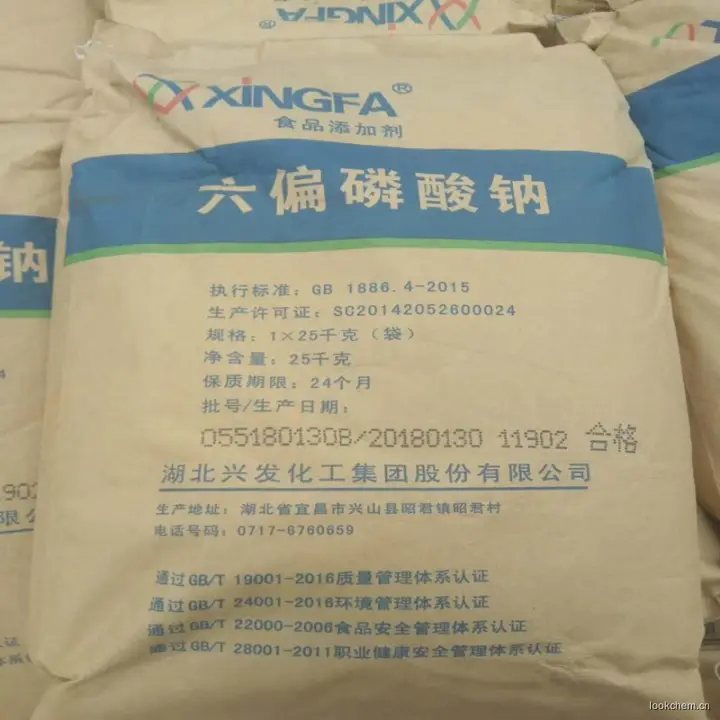 XINGFA
XINGFA®
食品添加剂
六偏磷酸钠
钠
执行标准：GB 1886.4-2015
生产许可证：SC20142052600024
规格：1×25千克（袋）
净含量：25千克
保质期限：24个月
批号/生产日期：
055180130B/20180130 11902 合格
湖北兴发化工集团股份有限公司
生产地址：湖北省宜昌市兴山县昭君镇昭君村
电话号码：0717-6760659
通过GB/T 19001-2016质量管理体系认证
通过GB/T 24001-2016环境管理体系认证
通过GB/T 22000-2006食品安全管理体系认证
通过GB/T 28001-2011职业健康安全管理体系认证
lookchem.cn